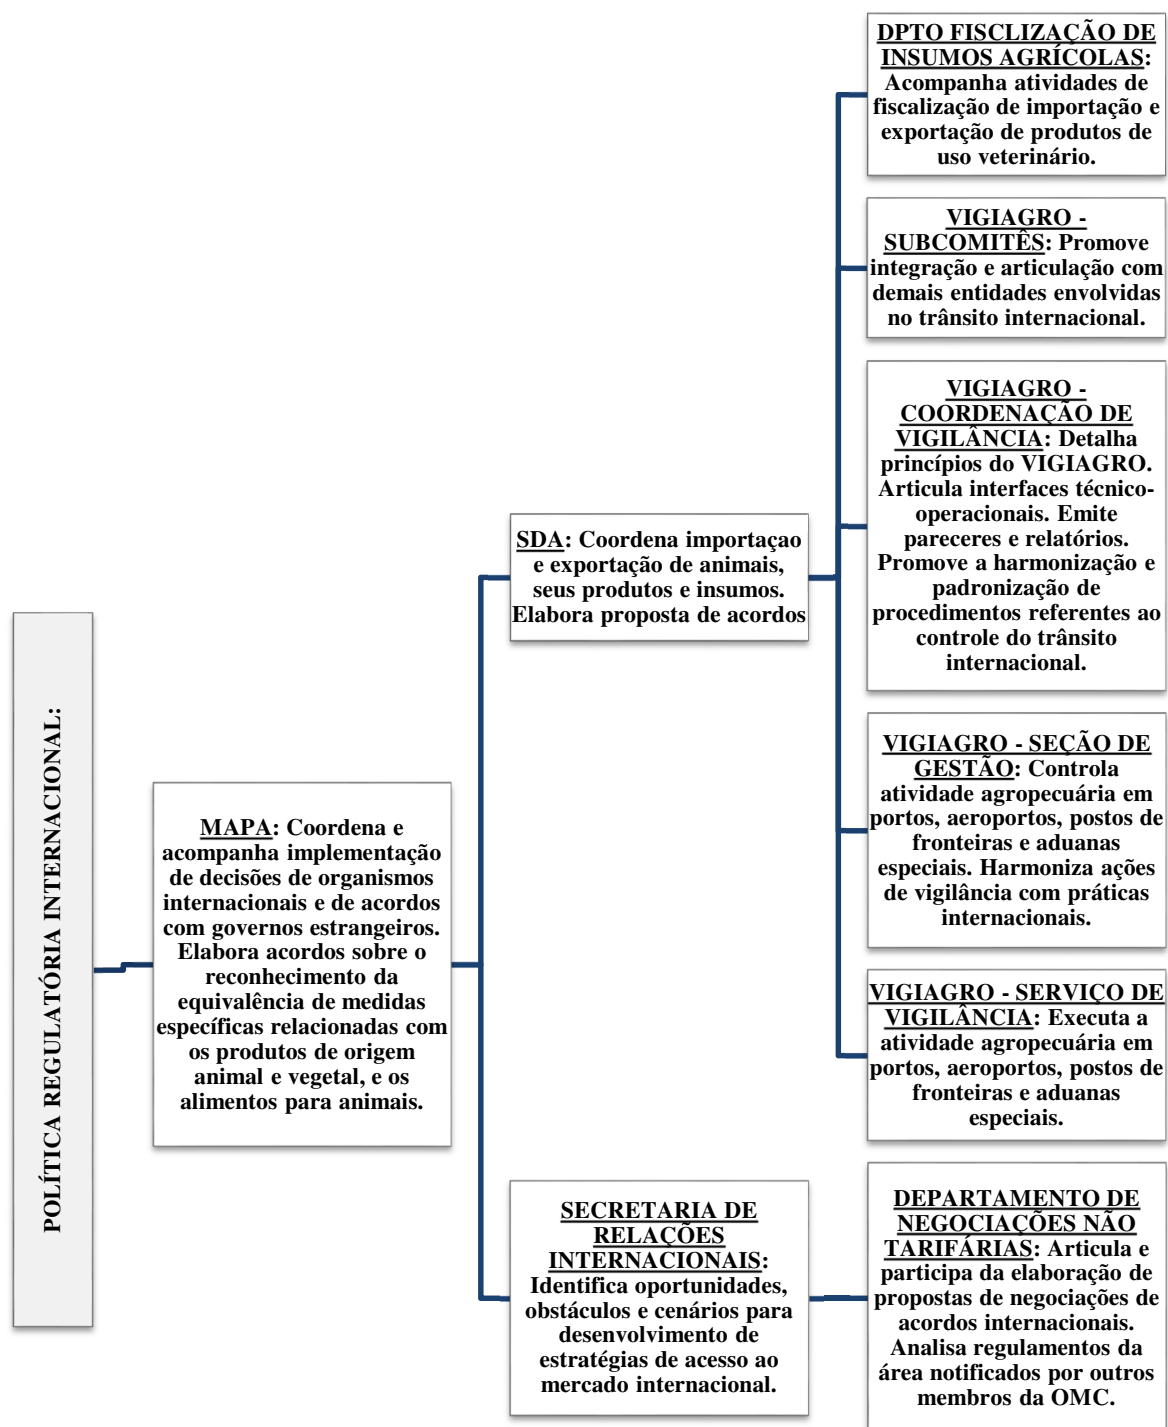 POLÍTICA REGULATÓRIA INTERNACIONAL:
MAPA: Coordena e
acompanha implementação
de decisões de organismos
internacionais e de acordos
com governos estrangeiros.
Elabora acordos sobre o
reconhecimento da
equivalência de medidas
específicas relacionadas com
os produtos de origem
animal e vegetal, e os
alimentos para animais.
SDA: Coordena importaçao
e exportação de animais,
seus produtos e insumos.
Elabora proposta de acordos
DPTO FISCLIZAÇÃO DE
INSUMOS AGRÍCOLAS:
Acompanha atividades de
fiscalização de importação e
exportação de produtos de
uso veterinário.
VIGIAGRO -
SUBCOMITÊS: Promove
integração e articulação com
demais entidades envolvidas
no trânsito internacional.
VIGIAGRO -
COORDENAÇÃO DE
VIGILÂNCIA: Detalha
princípios do VIGIAGRO.
Articula interfaces técnico-
operacionais. Emite
pareceres e relatórios.
Promove a harmonização e
padronização de
procedimentos referentes ao
controle do trânsito
internacional.
VIGIAGRO - SEÇÃO DE
GESTÃO: Controla
atividade agropecuária em
portos, aeroportos, postos de
fronteiras e aduanas
especiais. Harmoniza ações
de vigilância com práticas
internacionais.
VIGIAGRO - SERVIÇO DE
VIGILÂNCIA: Executa a
atividade agropecuária em
portos, aeroportos, postos de
fronteiras e aduanas
especiais.
SECRETARIA DE
RELAÇÕES
INTERNACIONAIS:
Identifica oportunidades,
obstáculos e cenários para
desenvolvimento de
estratégias de acesso ao
mercado internacional.
DEPARTAMENTO DE
NEGOCIAÇÕES NÃO
TARIFÁRIAS: Articula e
participa da elaboração de
propostas de negociações de
acordos internacionais.
Analisa regulamentos da
área notificados por outros
membros da OMC.